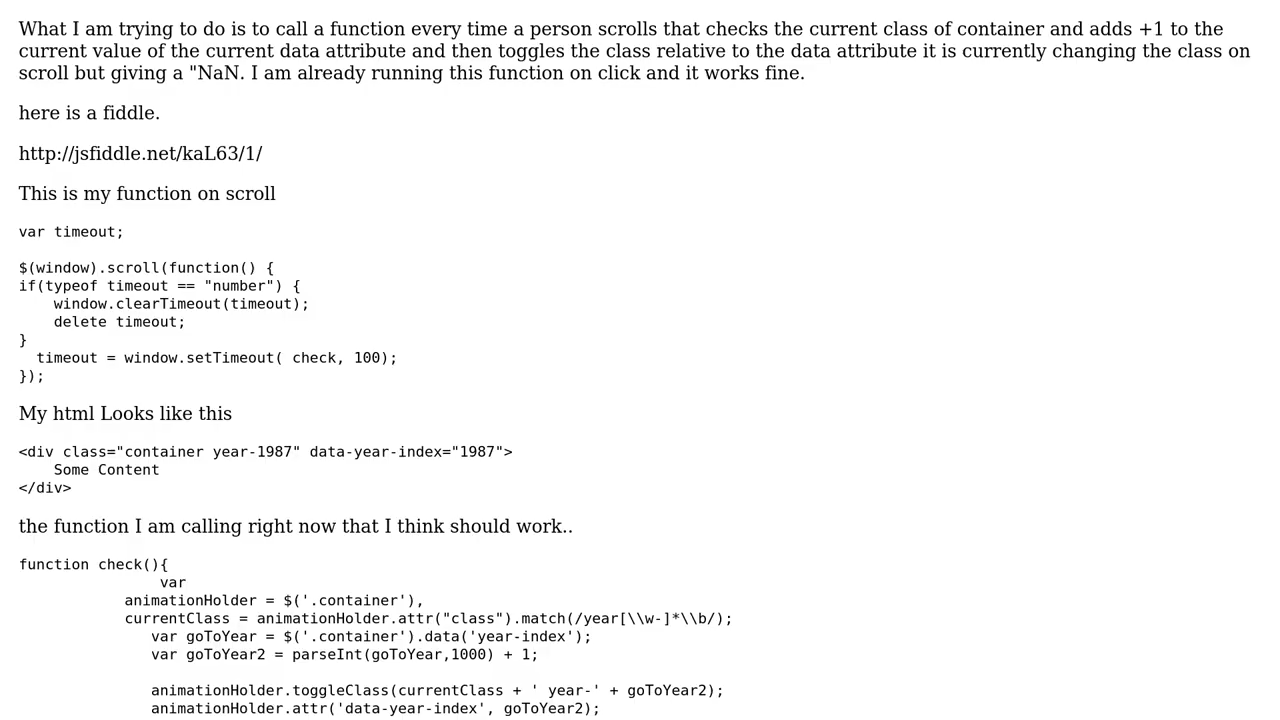 What I am trying to do is to call a function every time a person scrolls that checks the current class of container and adds +1 to the
current value of the current data attribute and then toggles the class relative to the data attribute it is currently changing the class on
scroll but giving a "NaN. I am already running this function on click and it works fine.
here is a fiddle.
http://jsfiddle.net/kaL63/1/
This is my function on scroll
var timeout;
$(window).scroll(function() {
if(typeof timeout == "number") {
    window.clearTimeout(timeout);
    delete timeout;
}
  timeout = window.setTimeout( check, 100);
});
My html Looks like this
<div class="container year-1987" data-year-index="1987">
    Some Content
</div>
the function I am calling right now that I think should work..
function check(){
                var
            animationHolder = $('.container'),
            currentClass = animationHolder.attr("class").match(/year[\\w-]*\\b/);
               var goToYear = $('.container').data('year-index');
               var goToYear2 = parseInt(goToYear,1000) + 1;
               animationHolder.toggleClass(currentClass + ' year-' + goToYear2);
               animationHolder.attr('data-year-index', goToYear2);